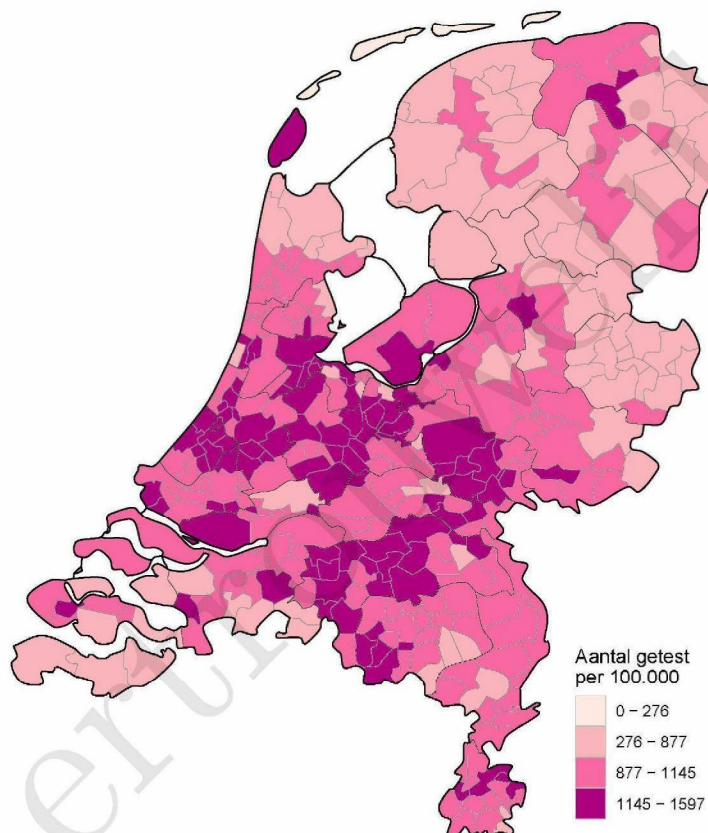 Aantal getest
per 100.000
0 – 276
276 – 877
877 – 1145
1145 – 1597